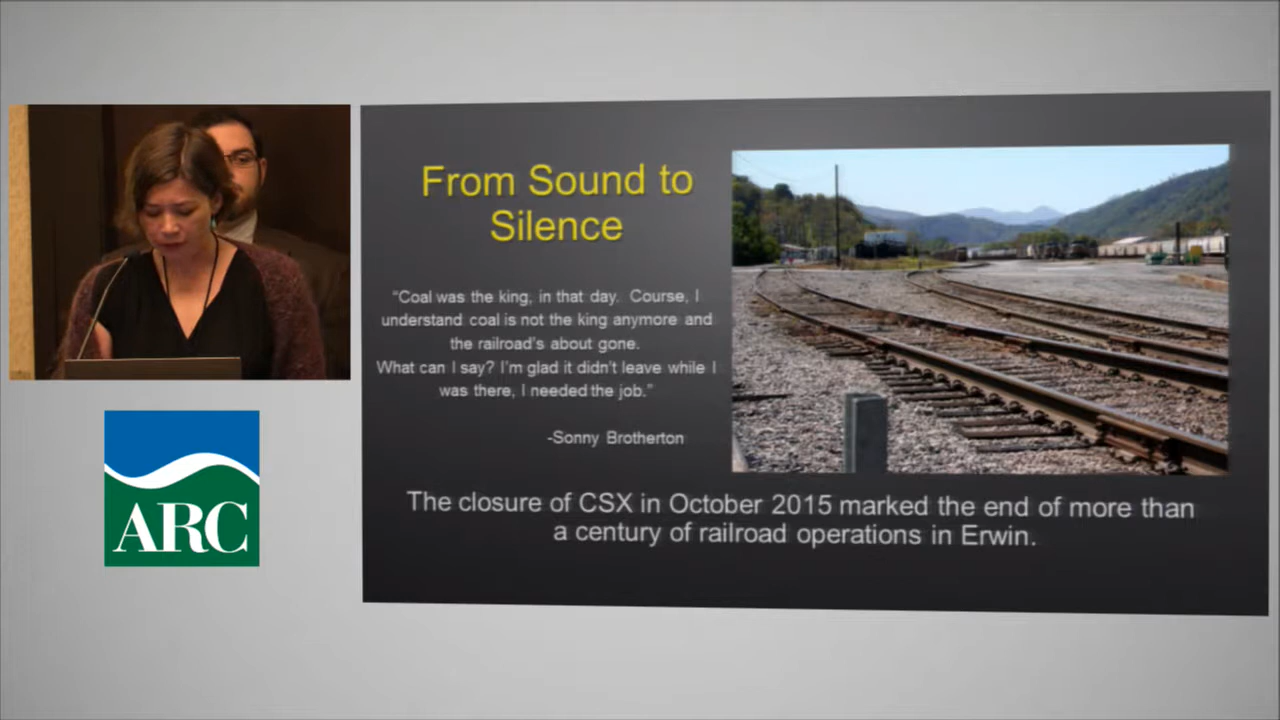 From Sound to
Silence
“Coal was the king, in that day. Course, I
understand coal is not the king anymore and
the railroad's about gone.
What can I say? I'm glad it didn't leave while I
was there, I needed the job.”
-Sonny Brotherton
The closure of CSX in October 2015 marked the end of more than
a century of railroad operations in Erwin.
ARC